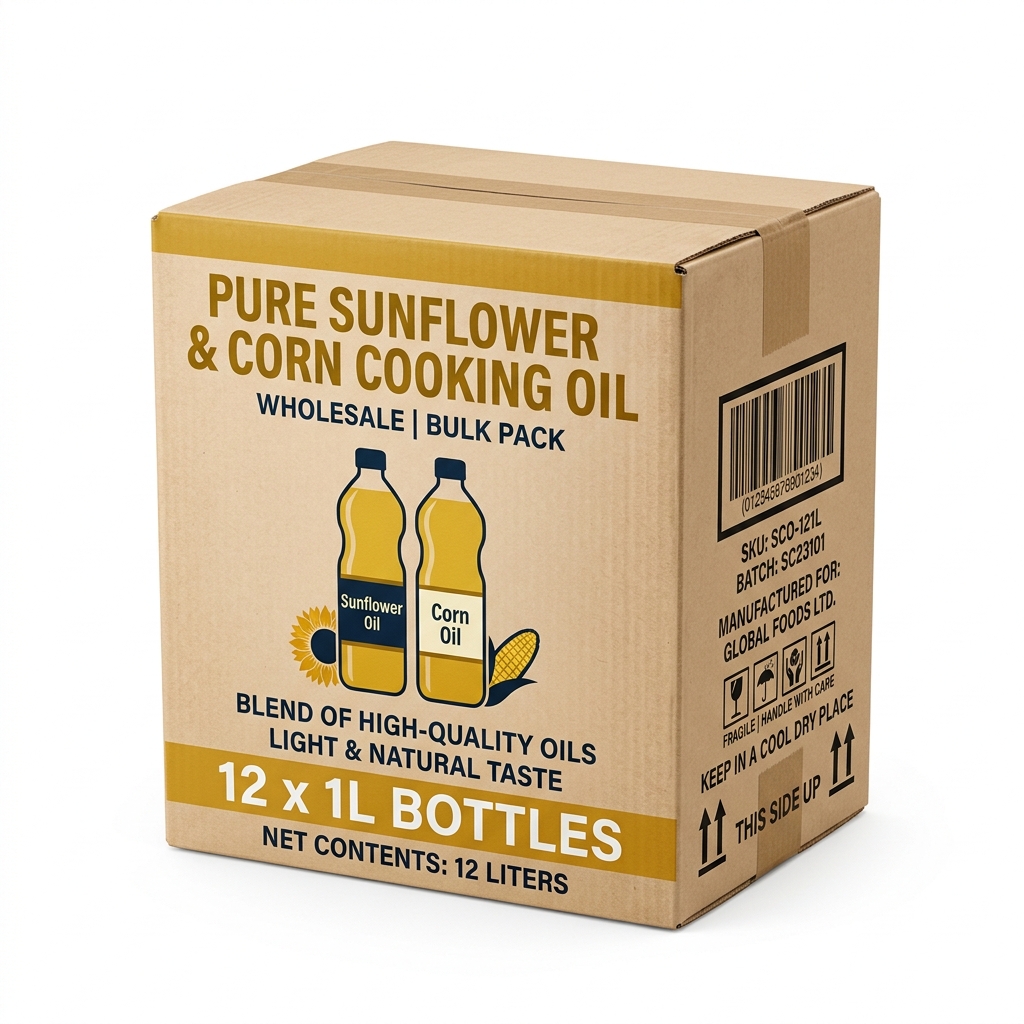 PURE SUNFLOWER
& CORN COOKING OIL
WHOLESALE | BULK PACK
Sunflower
Oil
Corn
Oil
BLEND OF HIGH-QUALITY OILS
LIGHT & NATURAL TASTE
12 x 1L BOTTLES
NET CONTENTS: 12 LITERS
(012845878901234)
SKU: SCO-121L
BATCH: SC23101
MANUFACTURED FOR:
GLOBAL FOODS LTD.
FRAGILE | HANDLE WITH CARE
KEEP IN A COOL DRY PLACE
THIS SIDE UP